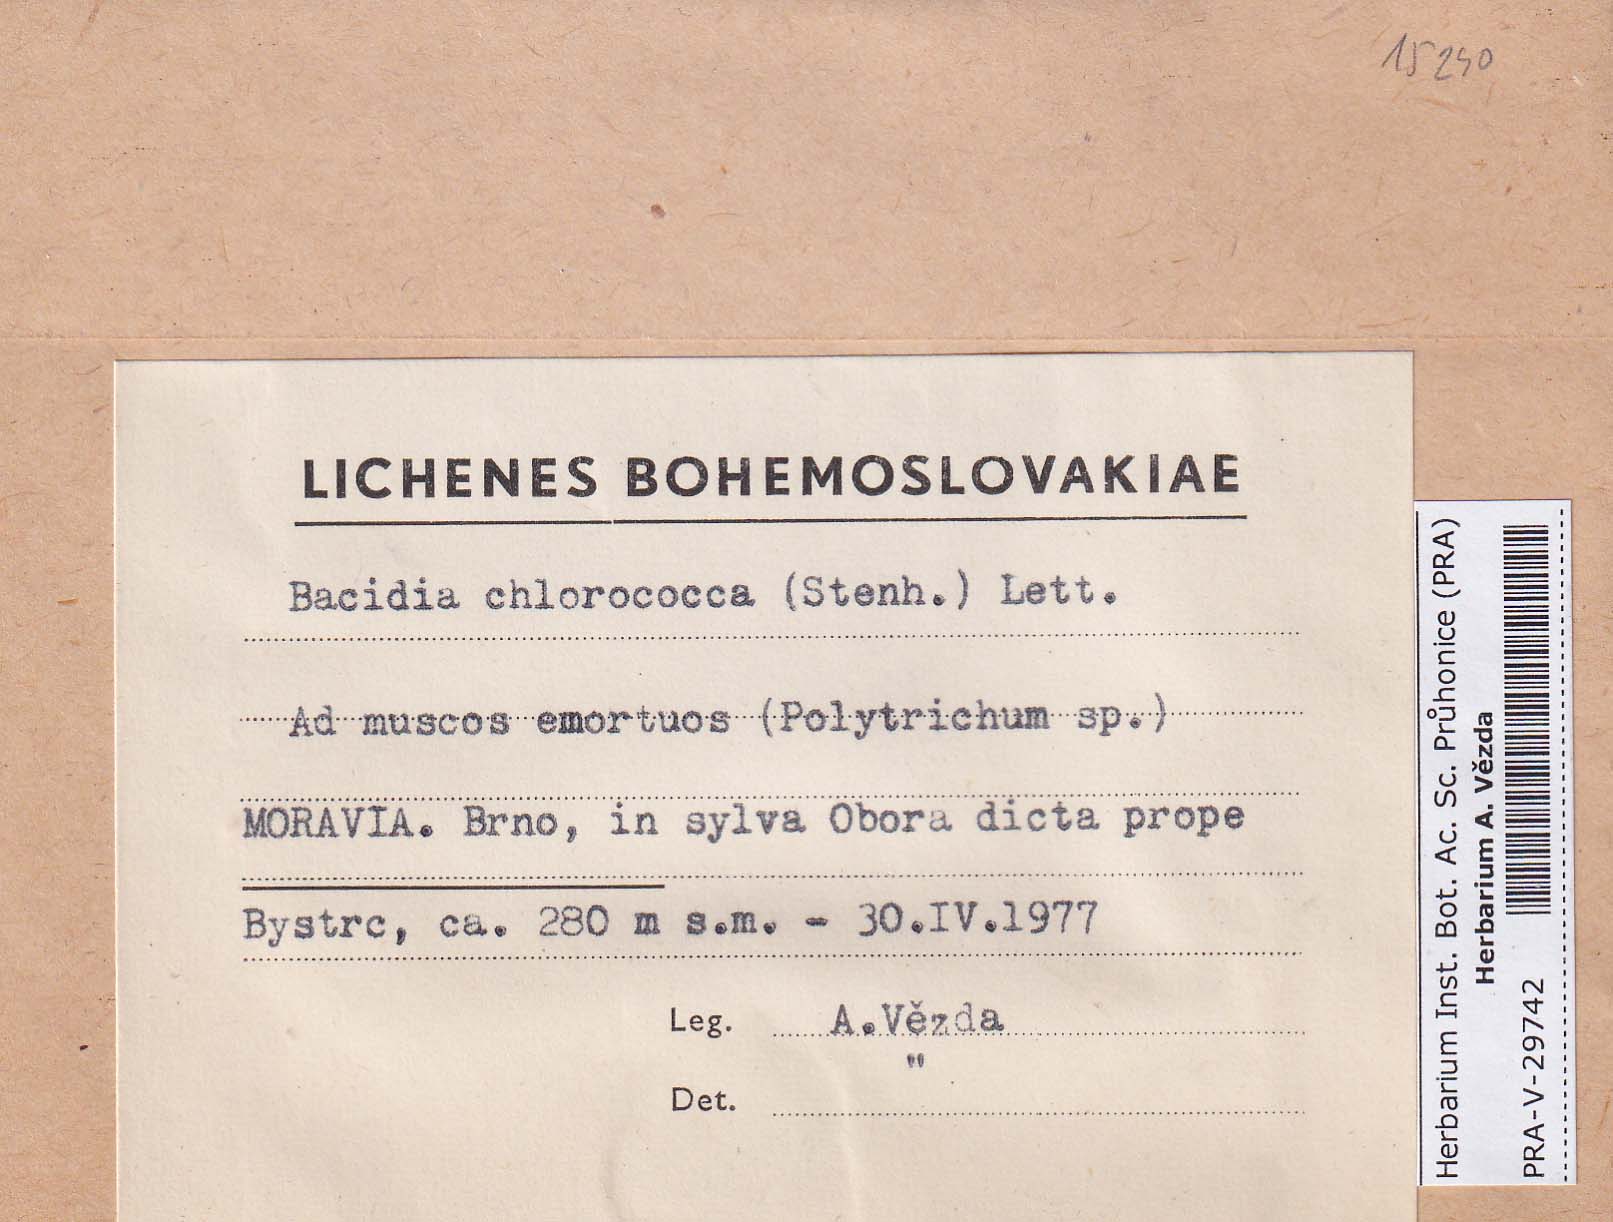 15240
LICHENES BOHEMOSLOVAKIAE
Bacidia chlorococca (Stenh.) Lett.
Ad muscos emortuos (Polytrichum sp.)
MORAVIA. Brno, in sylva Obora dicta prope
Bystrc, ca. 280 m s.m. - 30.IV.1977
Leg. A.Vězda
"
Det.
Herbarium Inst. Bot. Ac. Sc. Průhonice (PRA)
Herbarium A. Vězda
PRA-V-29742